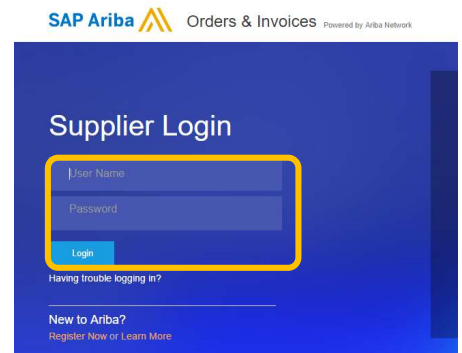 SAP Ariba Orders & Invoices Powered by Ariba Network
Supplier Login
User Name
Password
Login
Having trouble logging in?
New to Ariba?
Register Now or Learn More